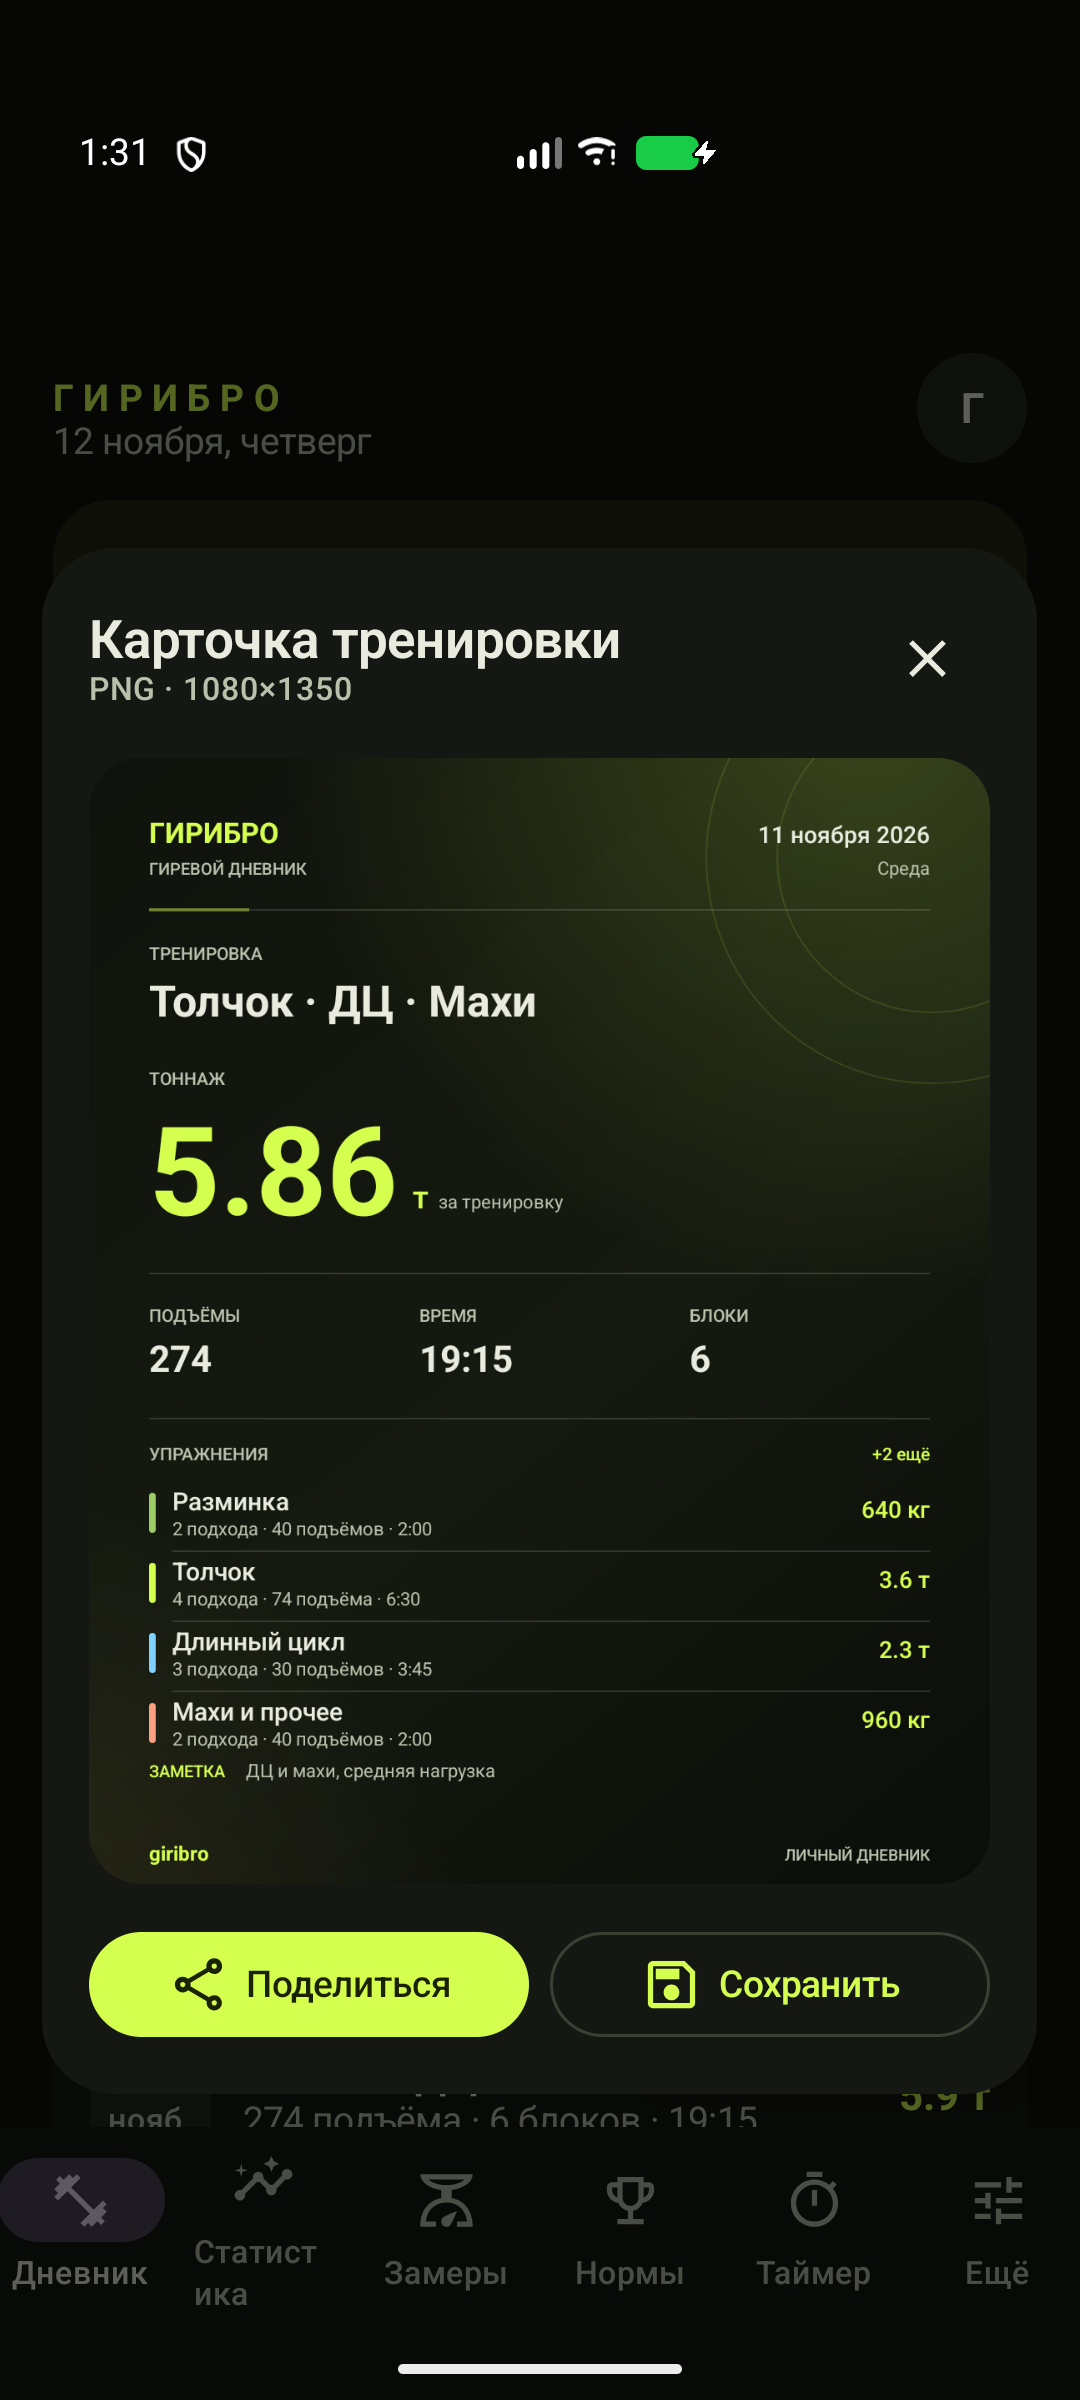 1:31
ГИРИБРО
12 ноября, четверг
Г
Карточка тренировки
PNG · 1080×1350
ГИРИБРО
11 ноября 2026
ГИРЕВОЙ ДНЕВНИК
Среда
ТРЕНИРОВКА
Толчок · ДЦ · Махи
ТОННАЖ
5.86 т за тренировку
ПОДЪЁМЫ
ВРЕМЯ
БЛОКИ
274
19:15
6
УПРАЖНЕНИЯ
+2 ещё
Разминка
640 кг
2 подхода · 40 подъёмов · 2:00
Толчок
3.6 т
4 подхода · 74 подъёма · 6:30
Длинный цикл
2.3 т
3 подхода · 30 подъёмов · 3:45
Махи и прочее
960 кг
2 подхода · 40 подъёмов · 2:00
ЗАМЕТКА ДЦ и махи, средняя нагрузка
giribro
ЛИЧНЫЙ ДНЕВНИК
Поделиться
Сохранить
5.9 т
нояб
274 подъёма · 6 блоков · 19:15
Дневник
Статист
ика
Замеры
Нормы
Таймер
Ещё